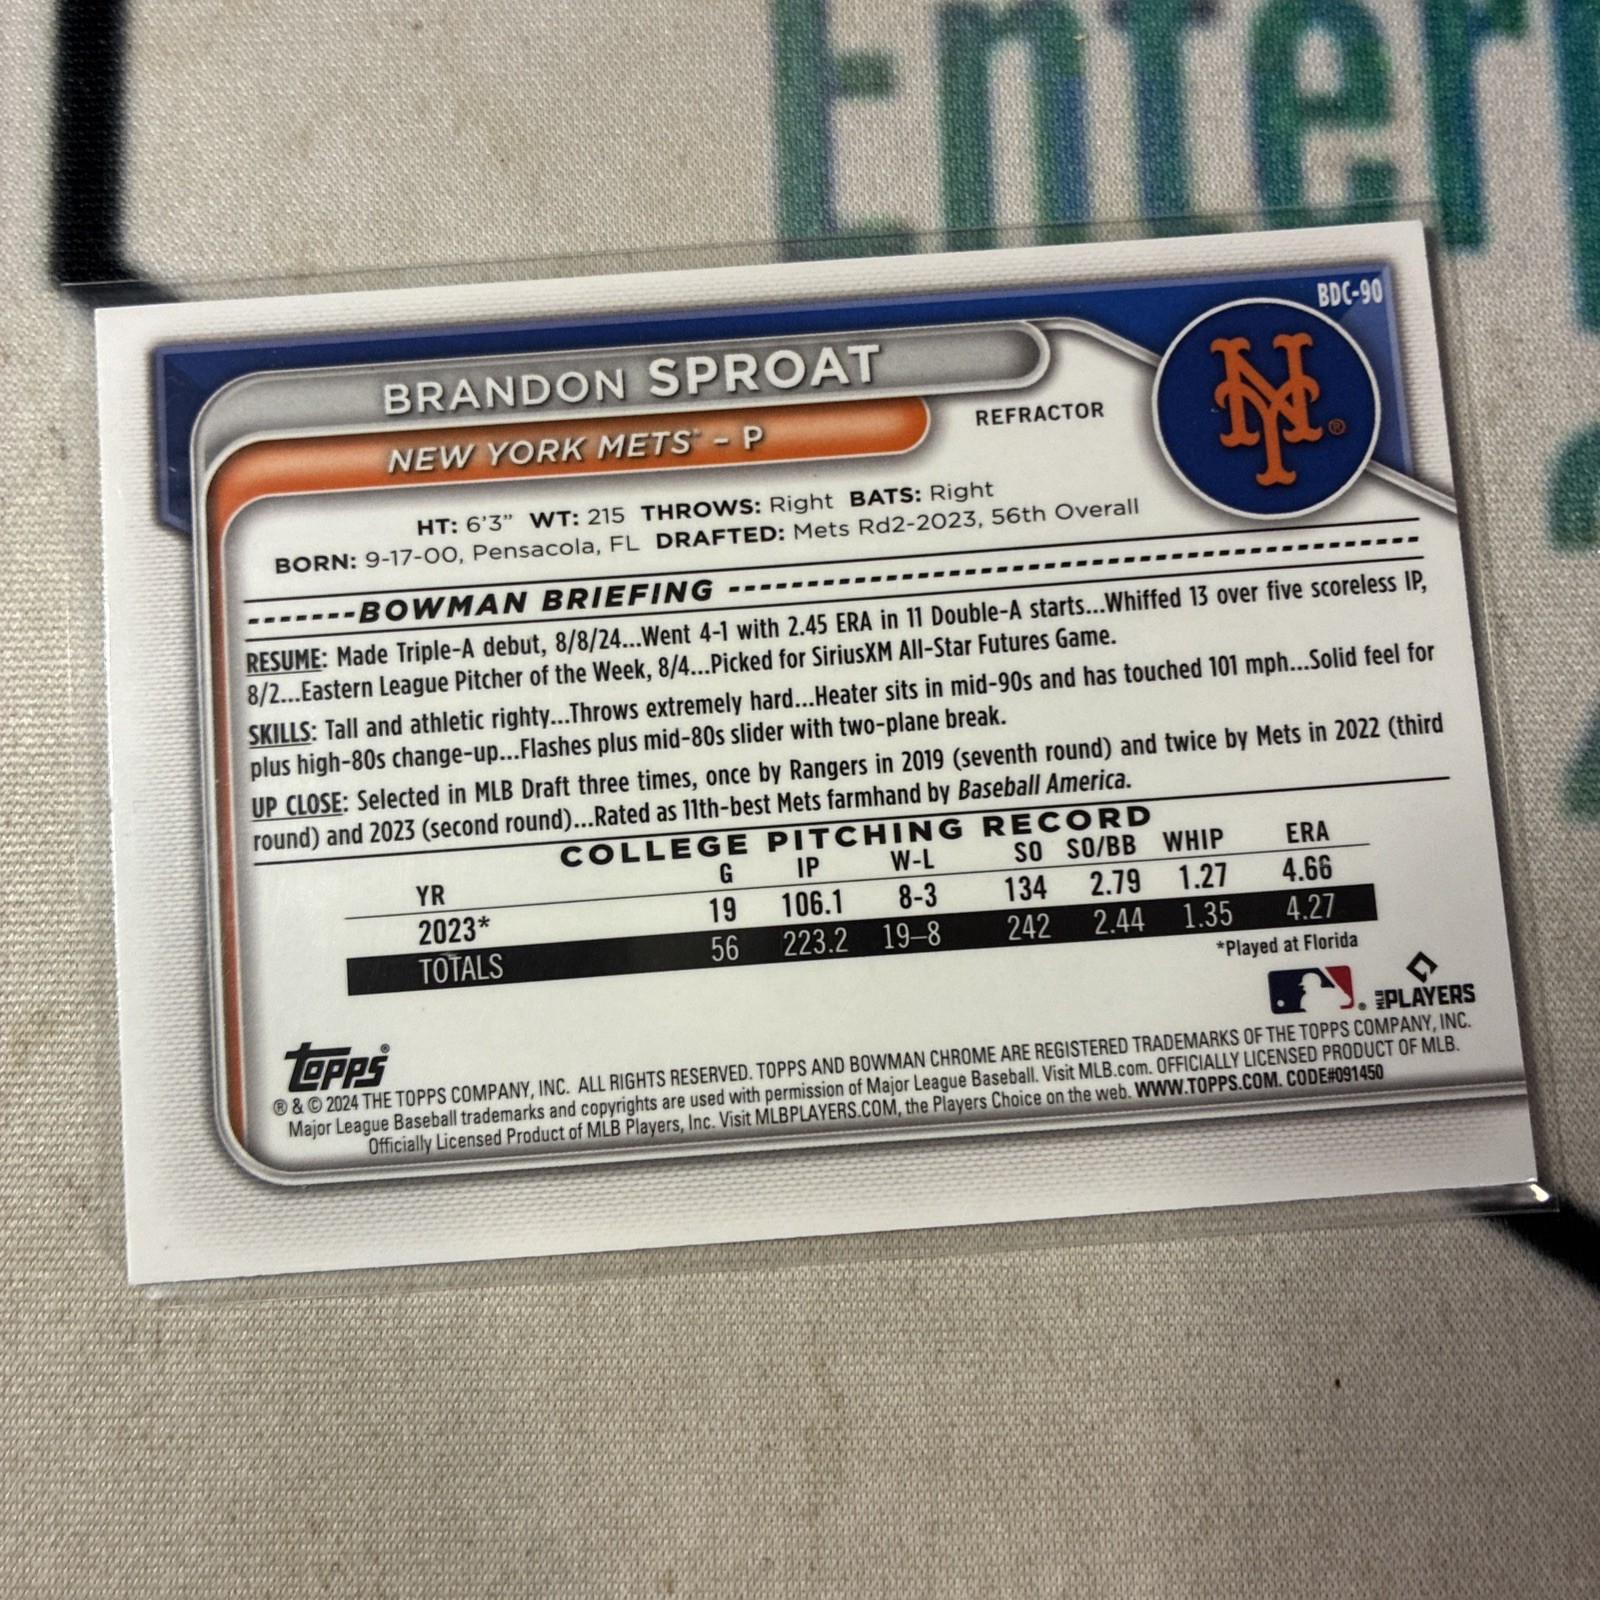 Enterp
BDC-90
BRANDON SPROAT
NEW YORK METS - P
REFRACTOR
NY ®
HT: 6'3" WT: 215 THROWS: Right BATS: Right
BORN: 9-17-00, Pensacola, FL DRAFTED: Mets Rd2-2023, 56th Overall
BOWMAN BRIEFING
RESUME: Made Triple-A debut, 8/8/24...Went 4-1 with 2.45 ERA in 11 Double-A starts...Whiffed 13 over five scoreless IP,
8/2...Eastern League Pitcher of the Week, 8/4...Picked for SiriusXM All-Star Futures Game.
SKILLS: Tall and athletic righty...Throws extremely hard...Heater sits in mid-90s and has touched 101 mph...Solid feel for
plus high-80s change-up...Flashes plus mid-80s slider with two-plane break.
UP CLOSE: Selected in MLB Draft three times, once by Rangers in 2019 (seventh round) and twice by Mets in 2022 (third
round) and 2023 (second round)...Rated as 11th-best Mets farmhand by Baseball America.
COLLEGE PITCHING RECORD
YR G IP W-L SO SO/BB WHIP ERA
2023* 19 106.1 8-3 134 2.79 1.27 4.66
TOTALS 56 223.2 19–8 242 2.44 1.35 4.27
*Played at Florida
MLB PLAYERS
topps®
® & © 2024 THE TOPPS COMPANY, INC. ALL RIGHTS RESERVED. TOPPS AND BOWMAN CHROME ARE REGISTERED TRADEMARKS OF THE TOPPS COMPANY, INC.
Major League Baseball trademarks and copyrights are used with permission of Major League Baseball. Visit MLB.com. OFFICIALLY LICENSED PRODUCT OF MLB.
Officially Licensed Product of MLB Players, Inc. Visit MLBPLAYERS.COM, the Players Choice on the web. WWW.TOPPS.COM. CODE#091450